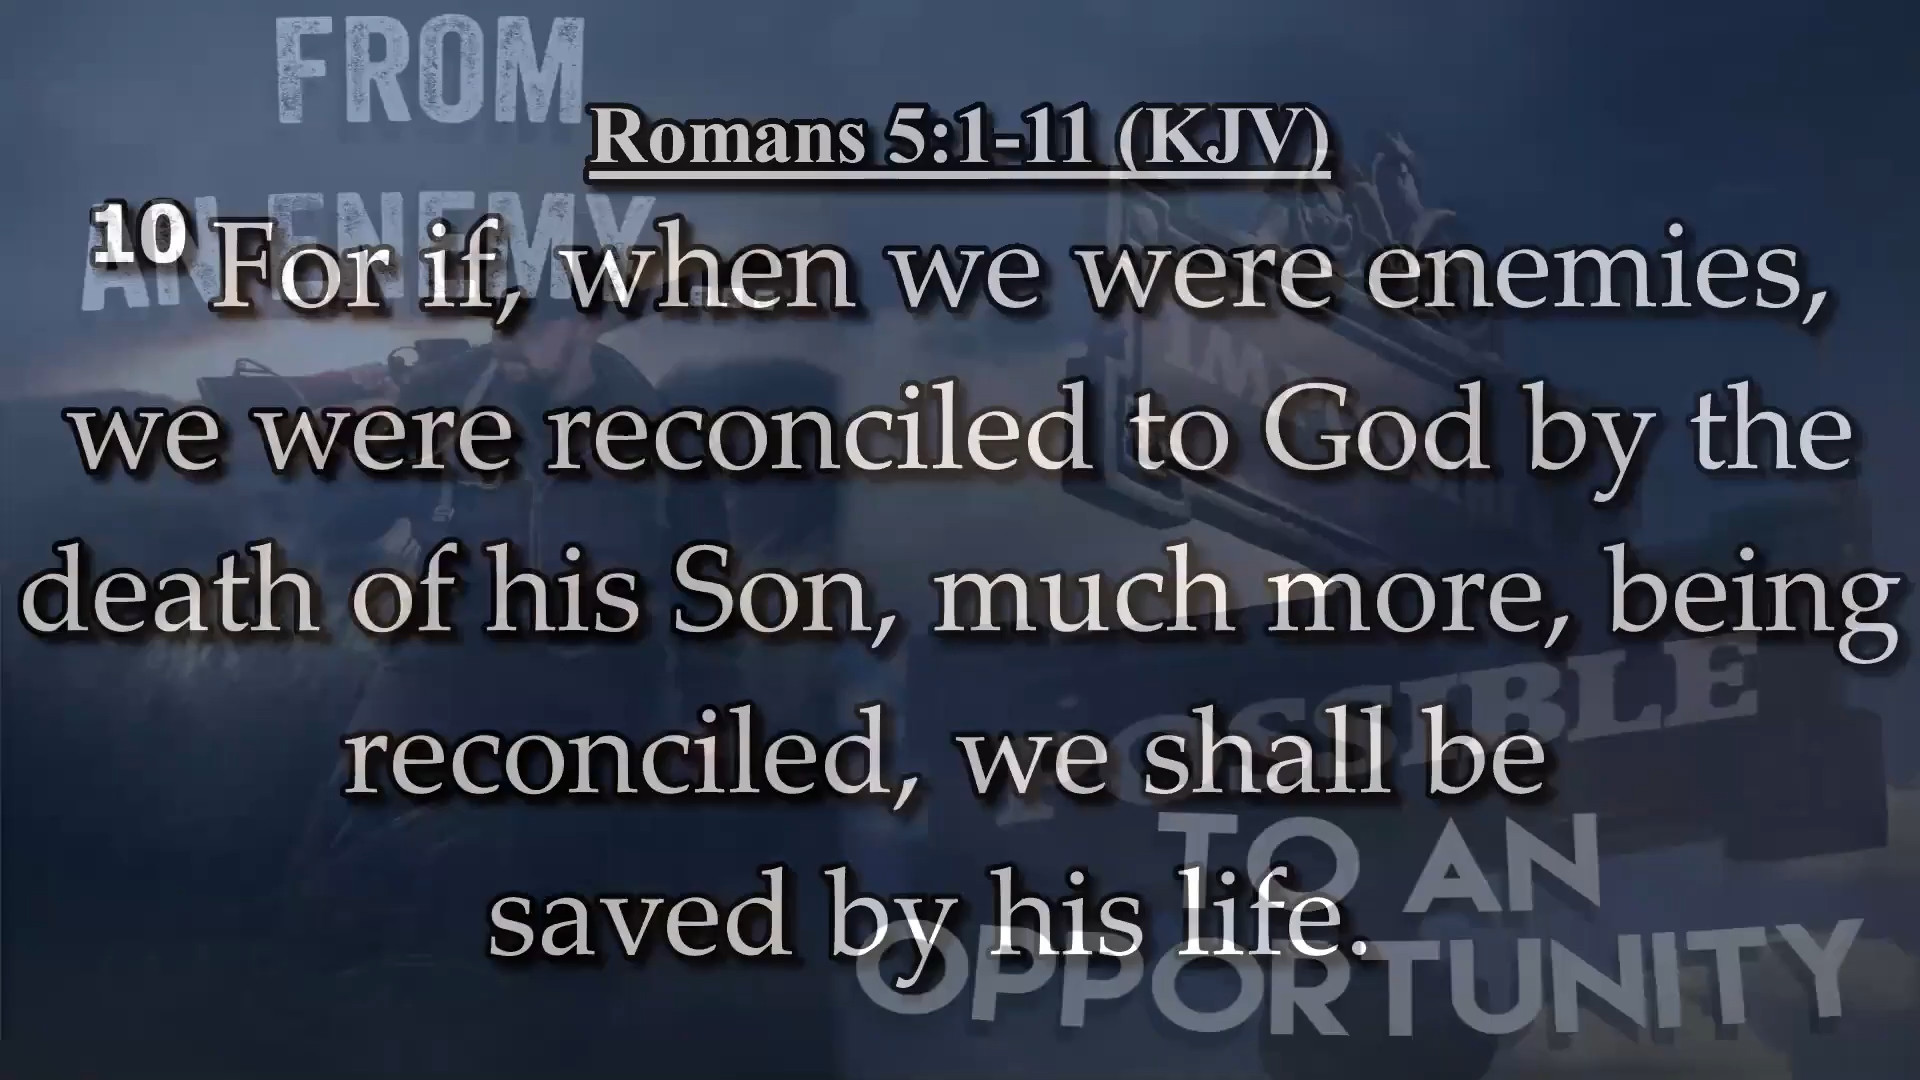 FROM
AN ENEMY...
Romans 5:1-11 (KJV)
10 For if, when we were enemies,
we were reconciled to God by the
death of his Son, much more, being
reconciled, we shall be
saved by his life.
POSSIBLE
TO AN
OPPORTUNITY